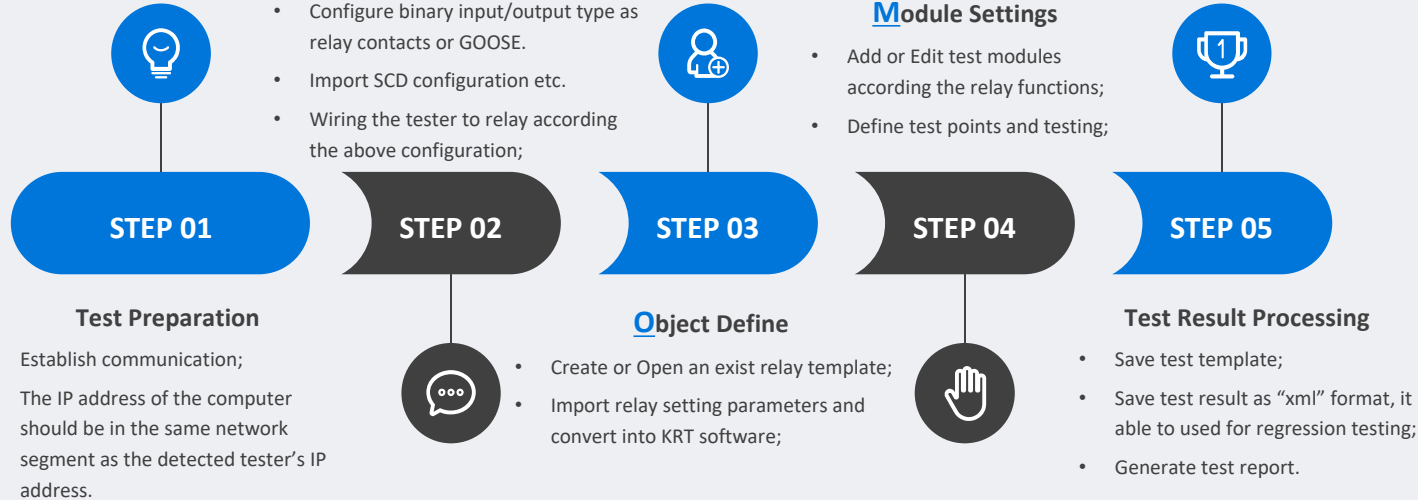 • Configure binary input/output type as
relay contacts or GOOSE.
• Import SCD configuration etc.
• Wiring the tester to relay according
the above configuration;
Module Settings
• Add or Edit test modules
according the relay functions;
• Define test points and testing;
1
STEP 01
STEP 02
STEP 03
STEP 04
STEP 05
Test Preparation
Establish communication;
The IP address of the computer
should be in the same network
segment as the detected tester’s IP
address.
Object Define
• Create or Open an exist relay template;
• Import relay setting parameters and
convert into KRT software;
Test Result Processing
• Save test template;
• Save test result as “xml” format, it
able to used for regression testing;
• Generate test report.